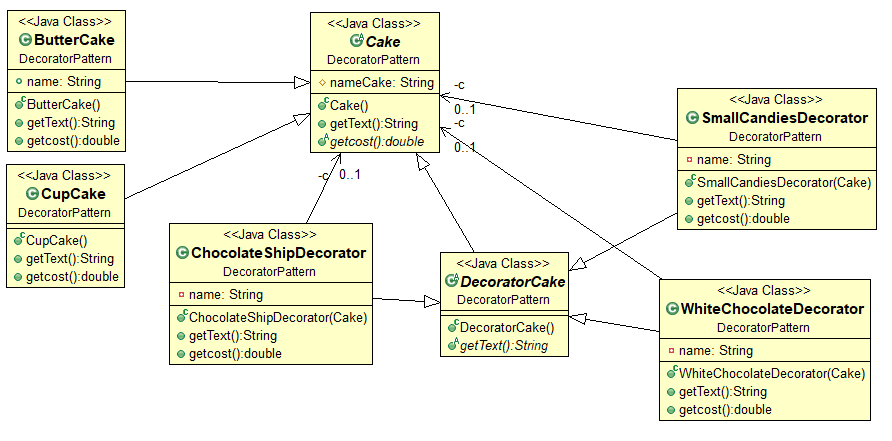 <<Java Class>>
ButterCake
DecoratorPattern
name: String
ButterCake()
getText():String
getcost():double
<<Java Class>>
Cake
DecoratorPattern
nameCake: String
Cake()
getText():String
getcost():double
<<Java Class>>
CupCake
DecoratorPattern
CupCake()
getText():String
getcost():double
<<Java Class>>
ChocolateShipDecorator
DecoratorPattern
name: String
ChocolateShipDecorator(Cake)
getText():String
getcost():double
<<Java Class>>
DecoratorCake
DecoratorPattern
DecoratorCake()
getText():String
<<Java Class>>
SmallCandiesDecorator
DecoratorPattern
name: String
SmallCandiesDecorator(Cake)
getText():String
getcost():double
<<Java Class>>
WhiteChocolateDecorator
DecoratorPattern
name: String
WhiteChocolateDecorator(Cake)
getText():String
getcost():double
-c
0..1
-c
0..1
-c 0..1